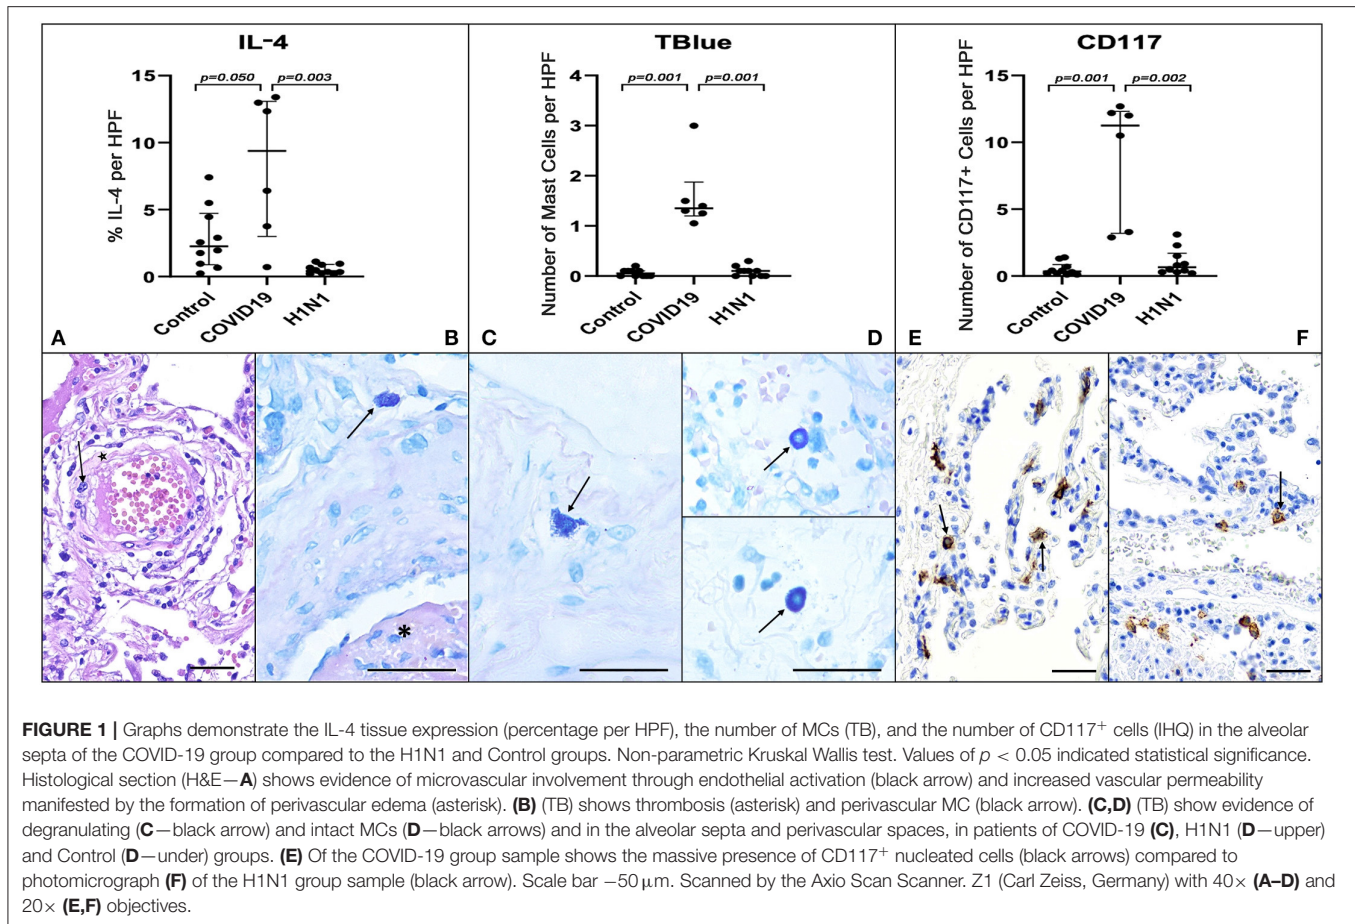 IL-4
% IL-4 per HPF
15
10
5
0
p=0.050
p=0.003
Control
COVID19
H1N1
TBlue
Number of Mast Cells per HPF
4
3
2
1
0
p=0.001
p=0.001
Control
COVID19
H1N1
CD117
Number of CD117+ Cells per HPF
15
10
5
0
p=0.001
p=0.002
Control
COVID19
H1N1
A
B
C
D
E
F
*
FIGURE 1 | Graphs demonstrate the IL-4 tissue expression (percentage per HPF), the number of MCs (TB), and the number of CD117⁺ cells (IHQ) in the alveolar
septa of the COVID-19 group compared to the H1N1 and Control groups. Non-parametric Kruskal Wallis test. Values of p < 0.05 indicated statistical significance.
Histological section (H&E—A) shows evidence of microvascular involvement through endothelial activation (black arrow) and increased vascular permeability
manifested by the formation of perivascular edema (asterisk). (B) (TB) shows thrombosis (asterisk) and perivascular MC (black arrow). (C,D) (TB) show evidence of
degranulating (C—black arrow) and intact MCs (D—black arrows) and in the alveolar septa and perivascular spaces, in patients of COVID-19 (C), H1N1 (D—upper)
and Control (D—under) groups. (E) Of the COVID-19 group sample shows the massive presence of CD117⁺ nucleated cells (black arrows) compared to
photomicrograph (F) of the H1N1 group sample (black arrow). Scale bar −50 μm. Scanned by the Axio Scan Scanner. Z1 (Carl Zeiss, Germany) with 40× (A–D) and
20× (E,F) objectives.